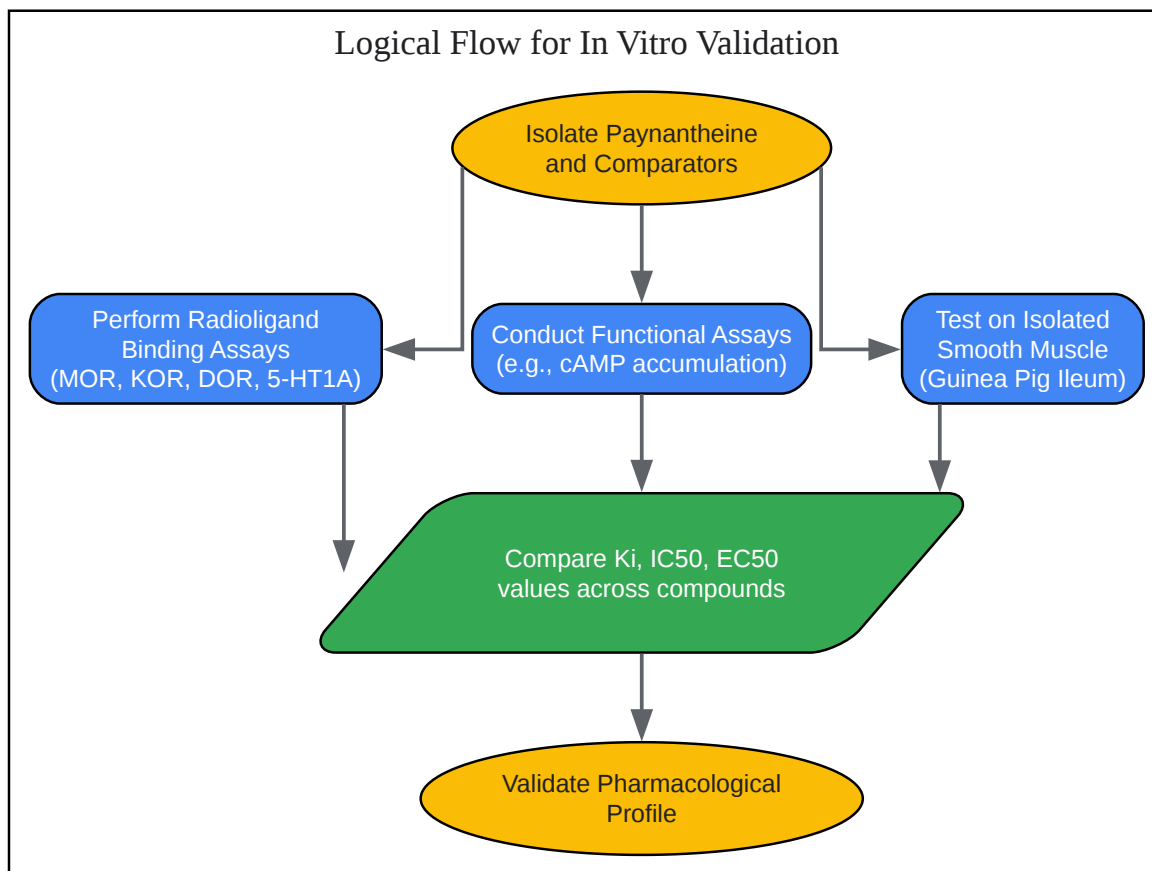 Logical Flow for In Vitro Validation
Isolate Paynantheine
and Comparators
Perform Radioligand
Binding Assays
(MOR, KOR, DOR, 5-HT1A)
Conduct Functional Assays
(e.g., cAMP accumulation)
Test on Isolated
Smooth Muscle
(Guinea Pig Ileum)
Compare Ki, IC50, EC50
values across compounds
Validate Pharmacological
Profile